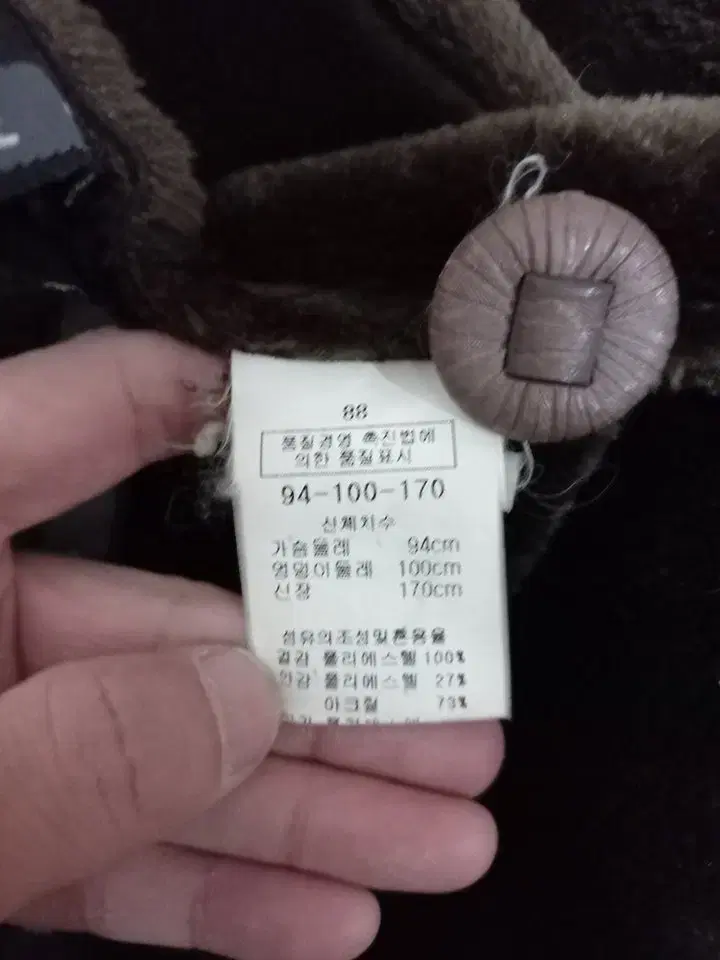 88
품질경영 촉진법에
의한 품질표시
94-100-170
신체치수
가슴둘레 94cm
엉덩이둘레 100cm
신장 170cm
섬유의조성및혼용율
겉감 폴리에스텔 100%
안감 폴리에스텔 27%
아크릴 73%